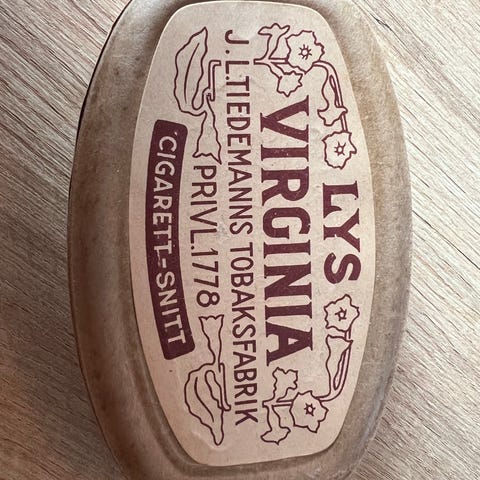 LYS
VIRGINIA
J. L. TIEDEMANNS TOBAKSFABRIK
PRIVL. 1778
CIGARETT-SNITT